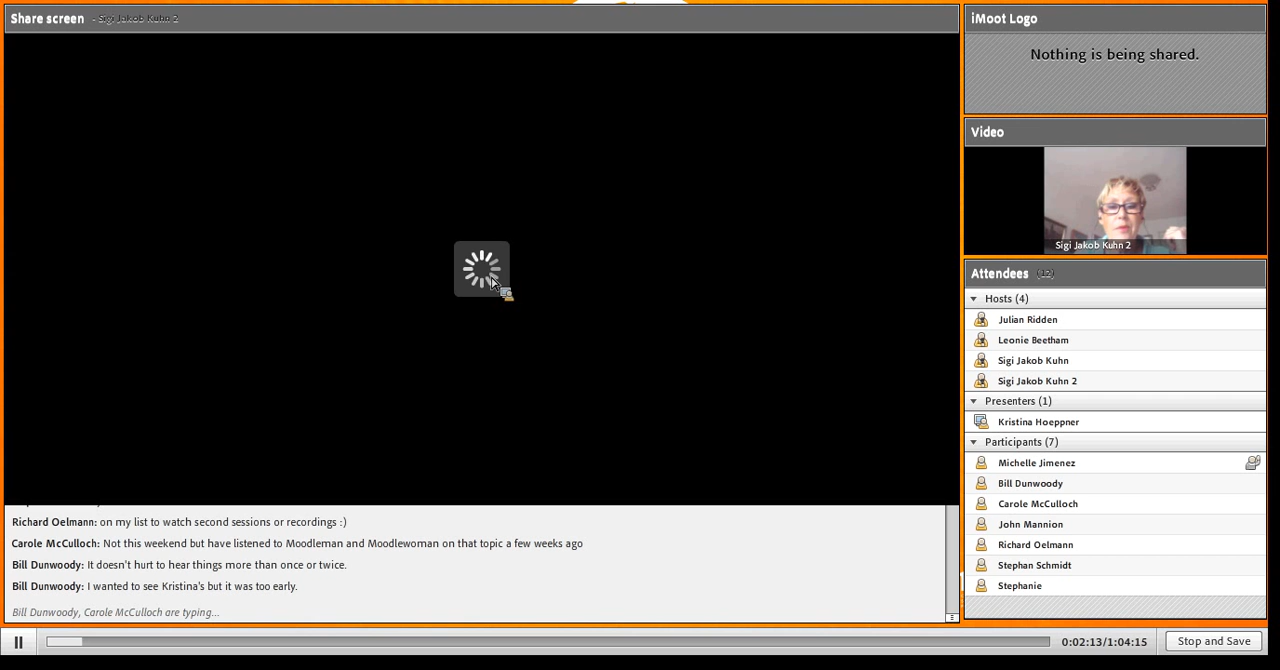 Share screen - Sigi Jakob Kuhn 2
Richard Oelmann: on my list to watch second sessions or recordings :)
Carole McCulloch: Not this weekend but have listened to Moodleman and Moodlewoman on that topic a few weeks ago
Bill Dunwoody: It doesn't hurt to hear things more than once or twice.
Bill Dunwoody: I wanted to see Kristina's but it was too early.
Bill Dunwoody, Carole McCulloch are typing...
iMoot Logo
Nothing is being shared.
Video
Sigi Jakob Kuhn 2
Attendees (12)
Hosts (4)
Julian Ridden
Leonie Beetham
Sigi Jakob Kuhn
Sigi Jakob Kuhn 2
Presenters (1)
Kristina Hoeppner
Participants (7)
Michelle Jimenez
Bill Dunwoody
Carole McCulloch
John Mannion
Richard Oelmann
Stephan Schmidt
Stephanie
0:02:13/1:04:15
Stop and Save